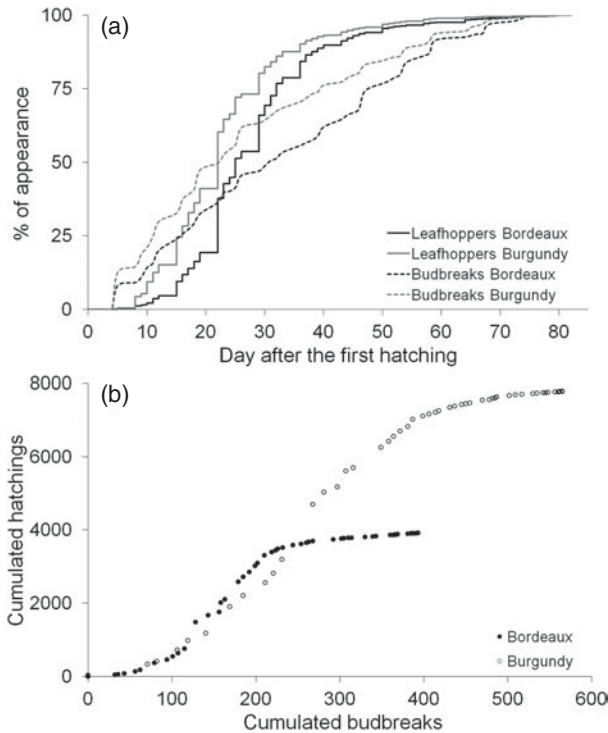 (a)
% of appearance
100
75
50
25
0
Leafhoppers Bordeaux
Leafhoppers Burgundy
Budbreaks Bordeaux
Budbreaks Burgundy
0 10 20 30 40 50 60 70 80
Day after the first hatching
(b)
Cumulated hatchings
8000
6000
4000
2000
0
Bordeaux
Burgundy
0 100 200 300 400 500 600
Cumulated budbreaks